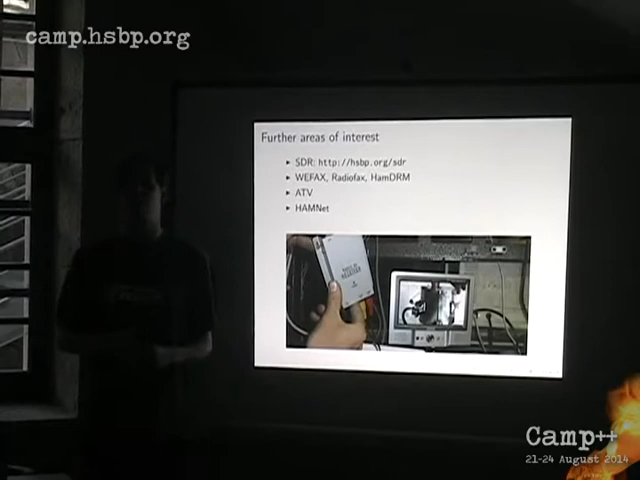 camp.hsbp.org
Further areas of interest
▸ SDR: http://hsbp.org/sdr
▸ WEFAX, Radiofax, HamDRM
▸ ATV
▸ HAMNet
RECEIVER
Camp++
21-24 August 2014